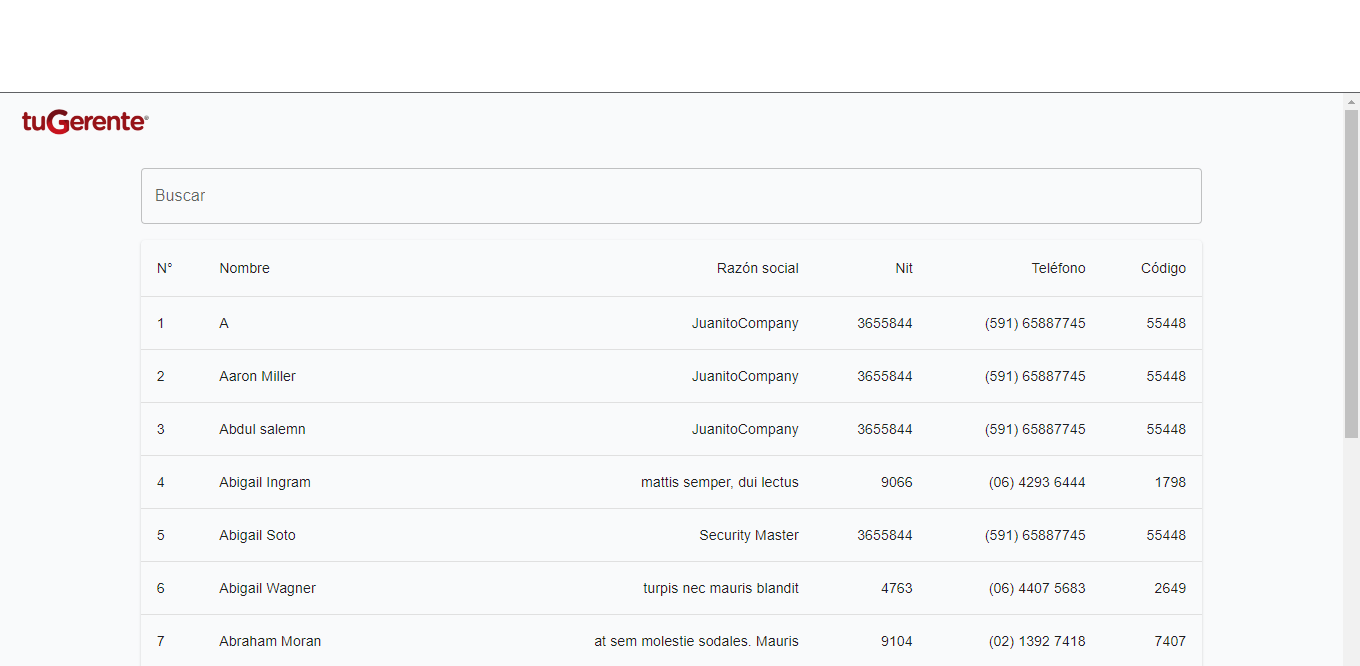 tuGerente®
Buscar
N° Nombre Razón social Nit Teléfono Código
1 A JuanitoCompany 3655844 (591) 65887745 55448
2 Aaron Miller JuanitoCompany 3655844 (591) 65887745 55448
3 Abdul salemn JuanitoCompany 3655844 (591) 65887745 55448
4 Abigail Ingram mattis semper, dui lectus 9066 (06) 4293 6444 1798
5 Abigail Soto Security Master 3655844 (591) 65887745 55448
6 Abigail Wagner turpis nec mauris blandit 4763 (06) 4407 5683 2649
7 Abraham Moran at sem molestie sodales. Mauris 9104 (02) 1392 7418 7407